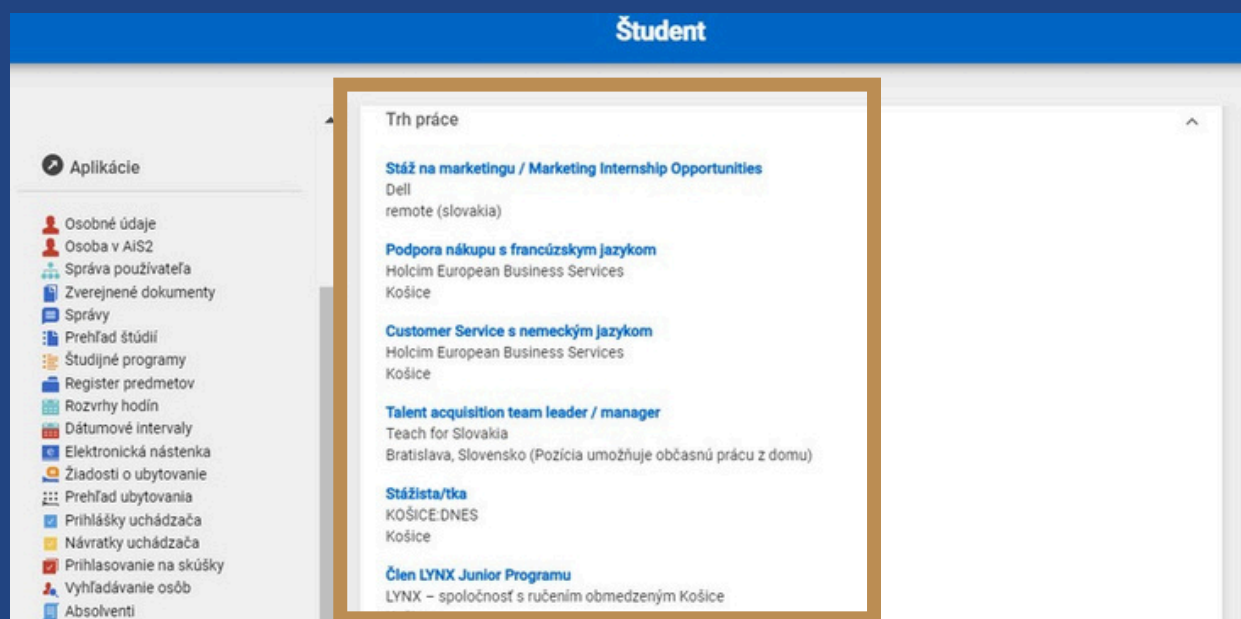 Študent
Aplikácie
Osobné údaje
Osoba v AiS2
Správa používateľa
Zverejnené dokumenty
Správy
Prehľad štúdií
Študijné programy
Register predmetov
Rozvrhy hodín
Dátumové intervaly
Elektronická nástenka
Žiadosti o ubytovanie
Prehľad ubytovania
Prihlášky uchádzača
Návratky uchádzača
Prihlasovanie na skúšky
Vyhľadávanie osôb
Absolventi
Trh práce
Stáž na marketingu / Marketing Internship Opportunities
Dell
remote (slovakia)
Podpora nákupu s francúzskym jazykom
Holcim European Business Services
Košice
Customer Service s nemeckým jazykom
Holcim European Business Services
Košice
Talent acquisition team leader / manager
Teach for Slovakia
Bratislava, Slovensko (Pozícia umožňuje občasnú prácu z domu)
Stážista/tka
KOŠICE:DNES
Košice
Člen LYNX Junior Programu
LYNX – spoločnosť s ručením obmedzeným Košice